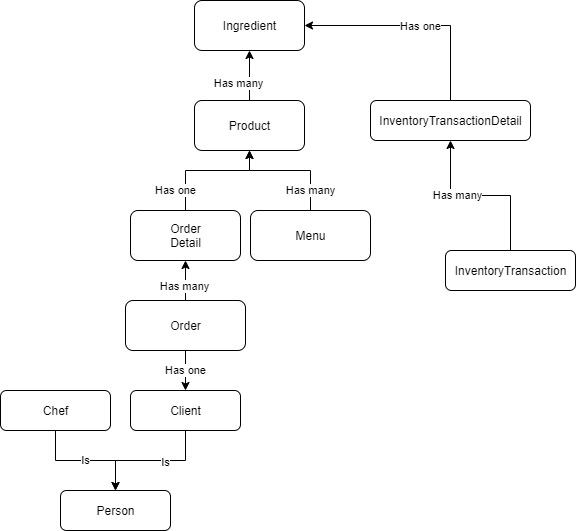 Ingredient
Has one
Has many
Product
InventoryTransactionDetail
Has one
Has many
Has many
Order
Detail
Menu
InventoryTransaction
Has many
Order
Has one
Chef
Client
Is
Is
Person